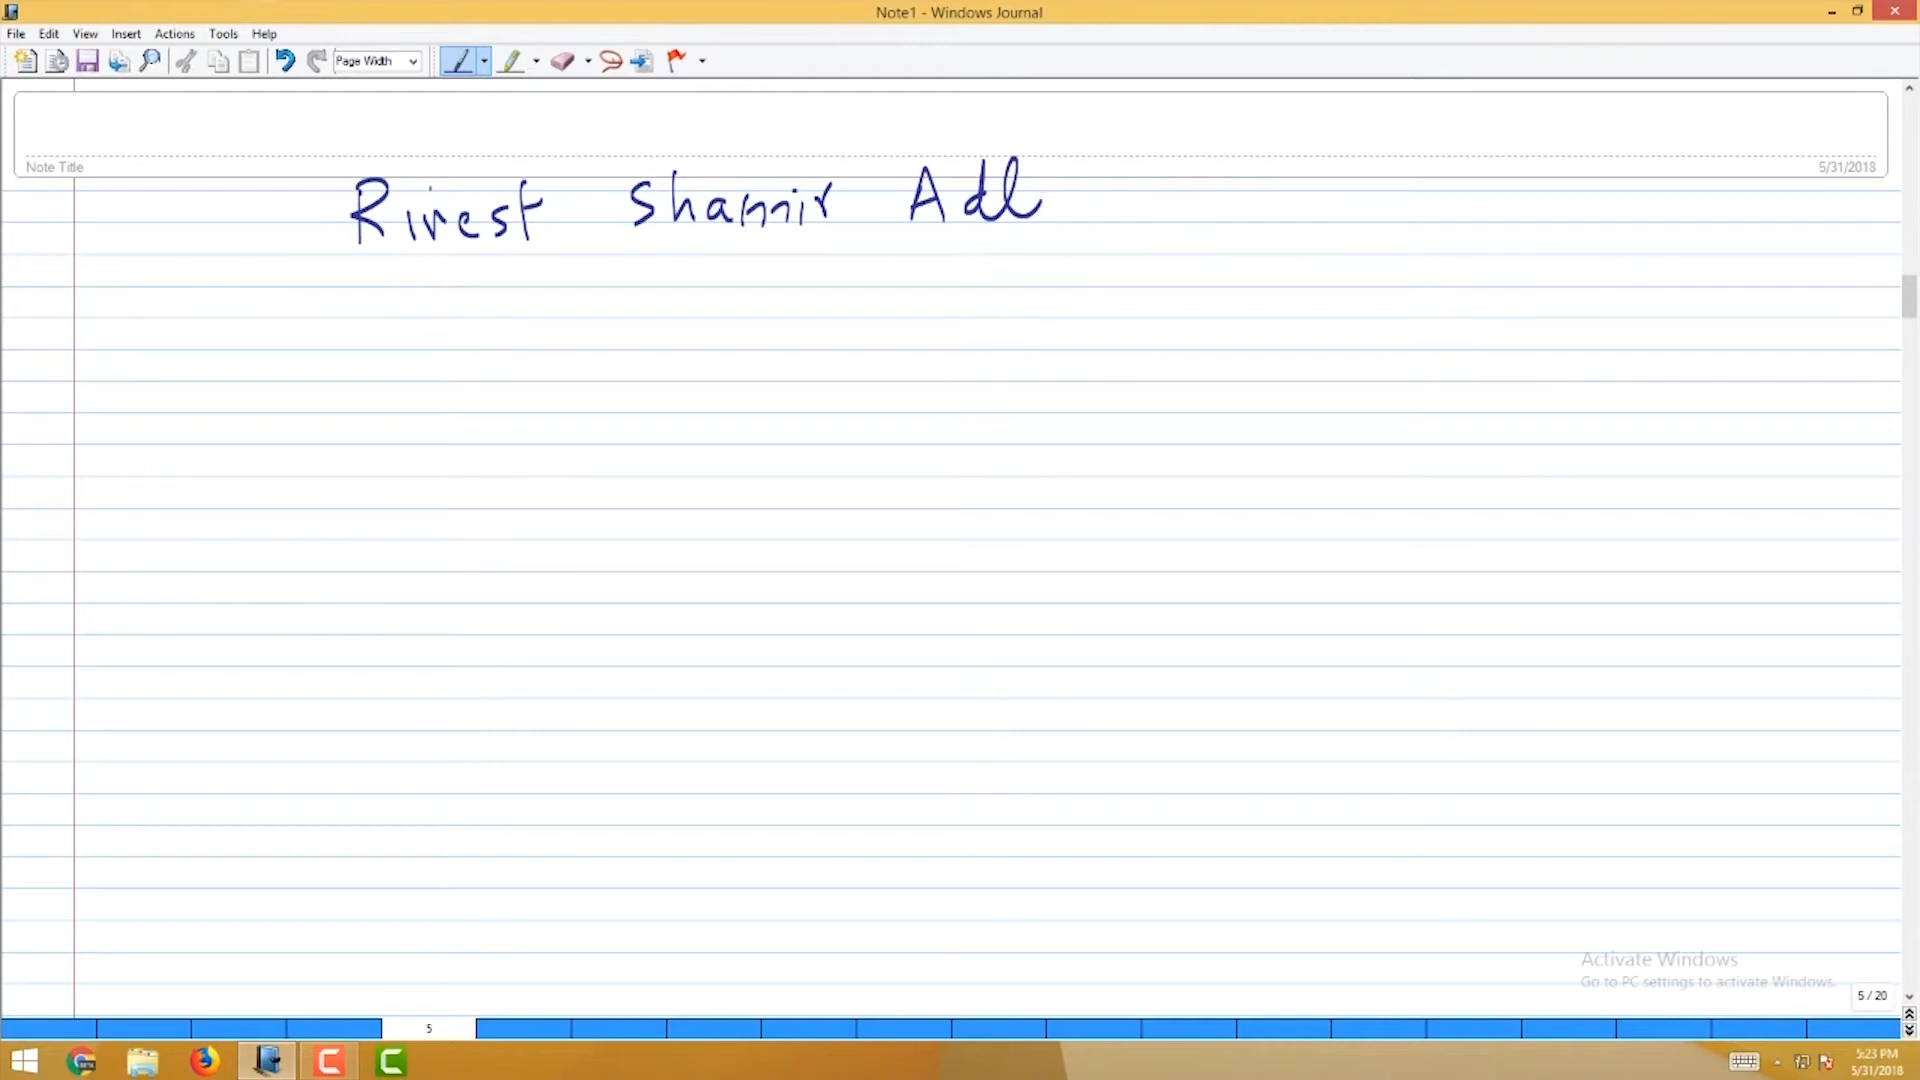 Note1 - Windows Journal
File Edit View Insert Actions Tools Help
Page Width
Note Title 5/31/2018
Rivest Shamir Adl
Activate Windows
Go to PC settings to activate Windows.
5 / 20
5
5:23 PM
5/31/2018